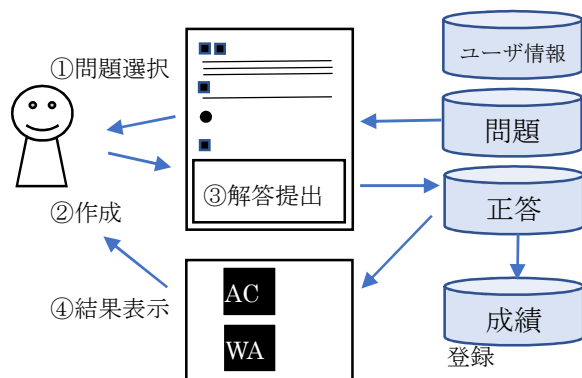 ①問題選択
②作成
③解答提出
④結果表示
AC
WA
ユーザ情報
問題
正答
成績
登録